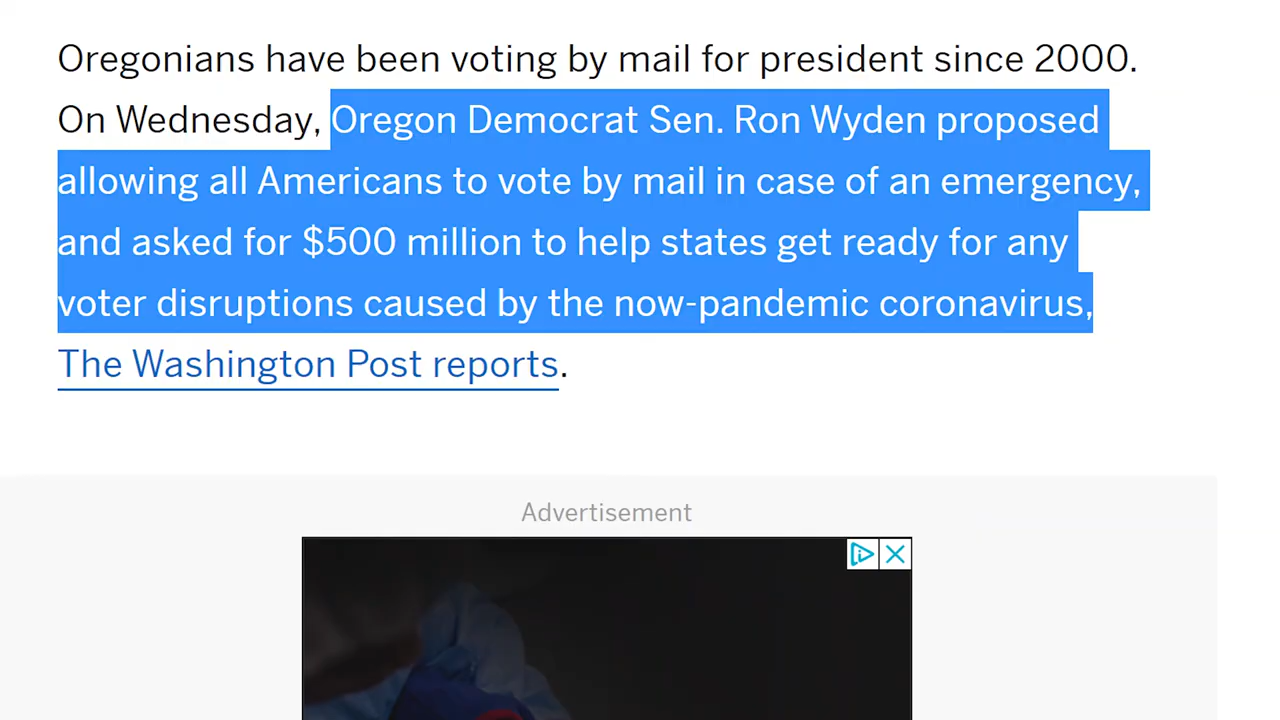 Oregonians have been voting by mail for president since 2000.
On Wednesday, Oregon Democrat Sen. Ron Wyden proposed
allowing all Americans to vote by mail in case of an emergency,
and asked for $500 million to help states get ready for any
voter disruptions caused by the now-pandemic coronavirus,
The Washington Post reports.
Advertisement